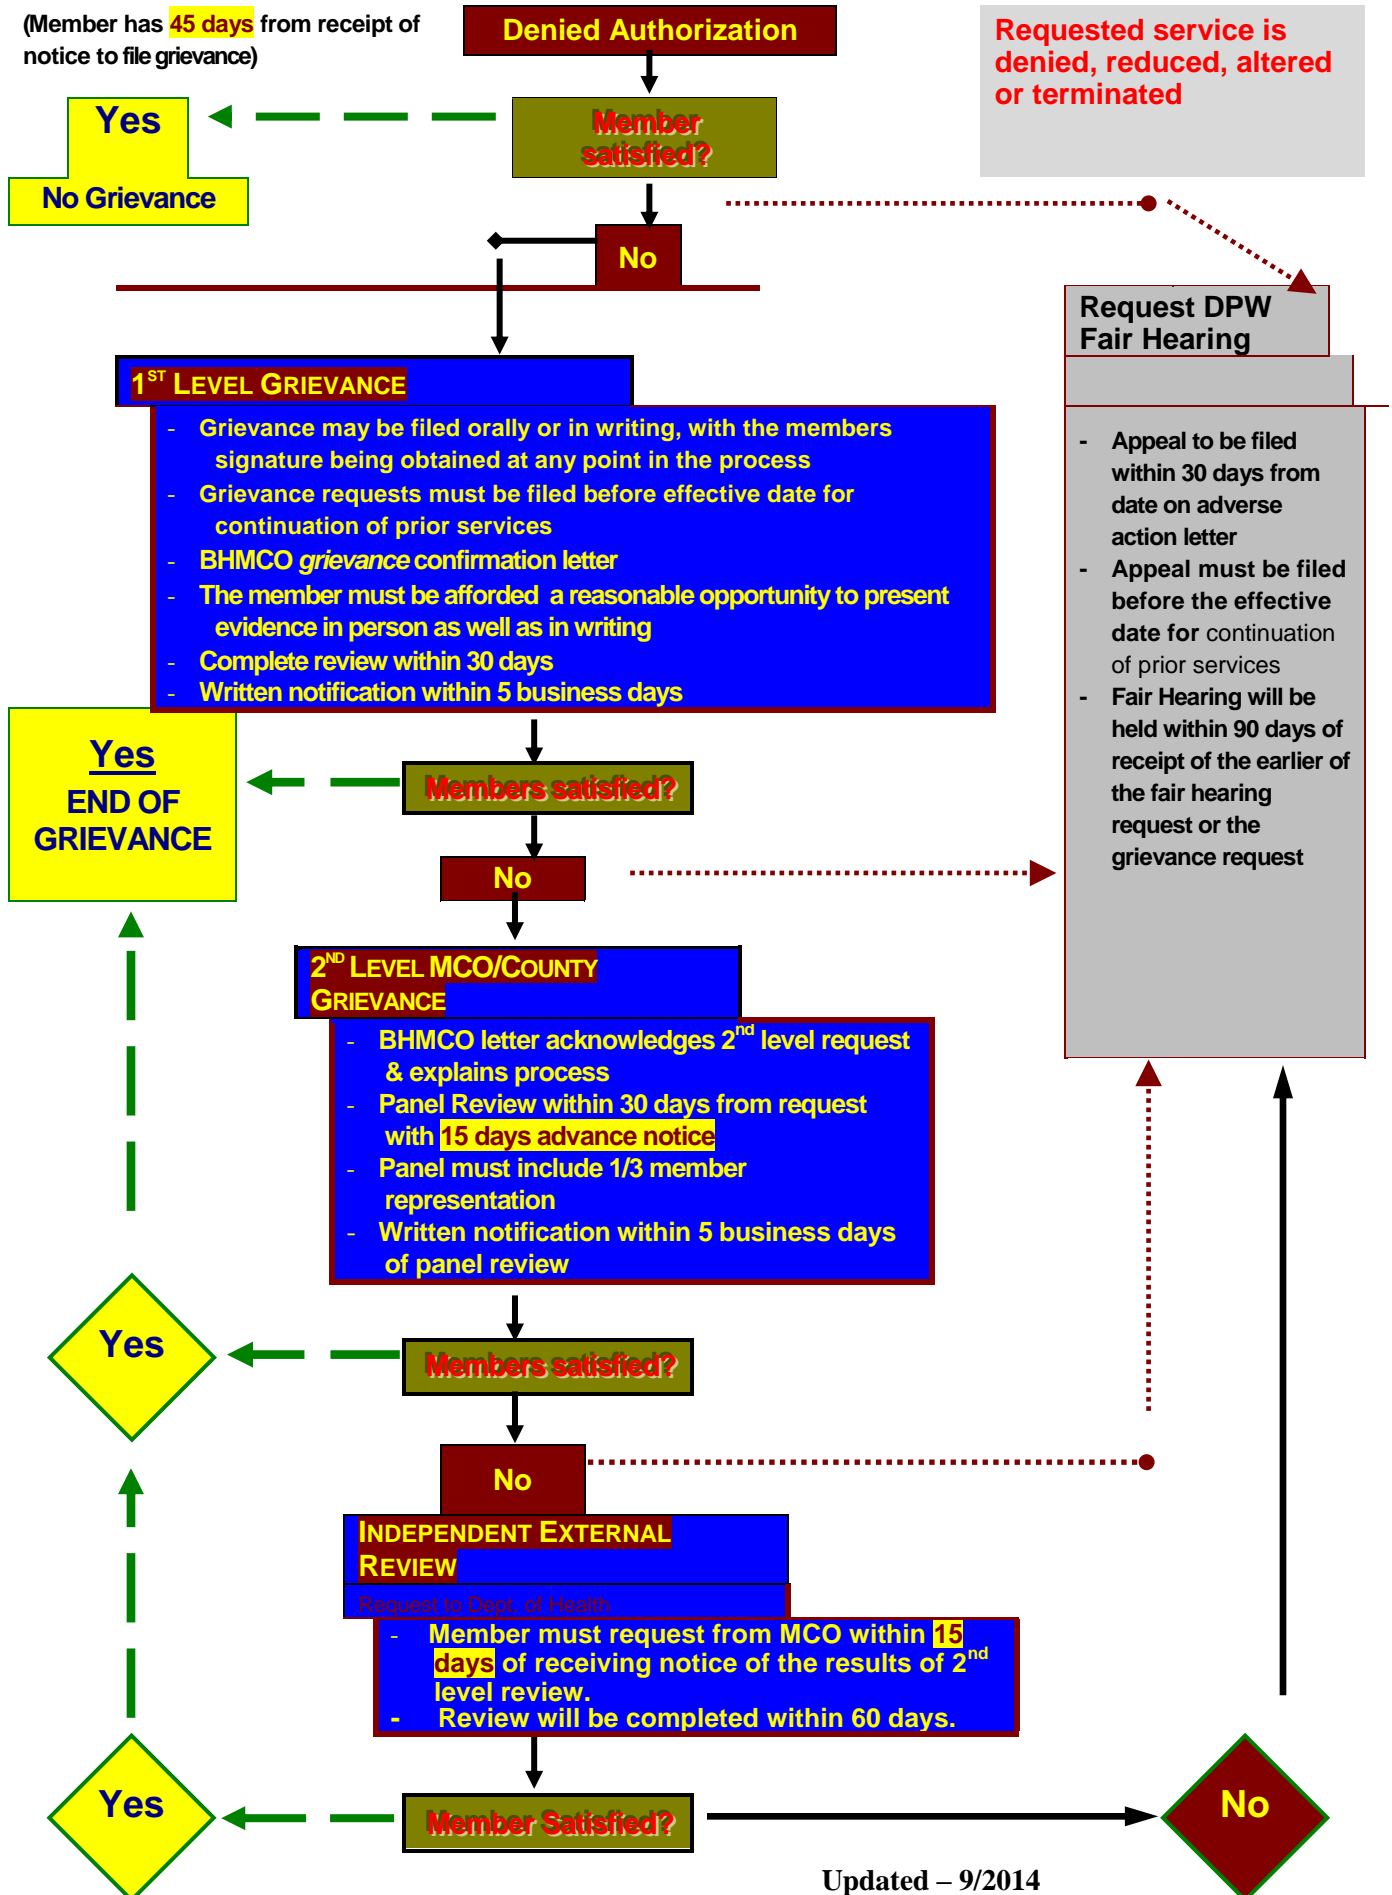 (Member has 45 days from receipt of
notice to file grievance)
Denied Authorization
Requested service is
denied, reduced, altered
or terminated
Yes
No Grievance
Member
satisfied?
No
Request DPW
Fair Hearing
- Appeal to be filed
within 30 days from
date on adverse
action letter
- Appeal must be filed
before the effective
date for continuation
of prior services
- Fair Hearing will be
held within 90 days of
receipt of the earlier of
the fair hearing
request or the
grievance request
1ST LEVEL GRIEVANCE
- Grievance may be filed orally or in writing, with the members
signature being obtained at any point in the process
- Grievance requests must be filed before effective date for
continuation of prior services
- BHMCO grievance confirmation letter
- The member must be afforded a reasonable opportunity to present
evidence in person as well as in writing
- Complete review within 30 days
- Written notification within 5 business days
Yes
END OF
GRIEVANCE
Members satisfied?
No
2ND LEVEL MCO/COUNTY
GRIEVANCE
- BHMCO letter acknowledges 2nd level request
& explains process
- Panel Review within 30 days from request
with 15 days advance notice
- Panel must include 1/3 member
representation
- Written notification within 5 business days
of panel review
Yes
Members satisfied?
No
INDEPENDENT EXTERNAL
REVIEW
Request to Dept. of Health
- Member must request from MCO within 15
days of receiving notice of the results of 2nd
level review.
- Review will be completed within 60 days.
Yes
Member Satisfied?
No
Updated – 9/2014